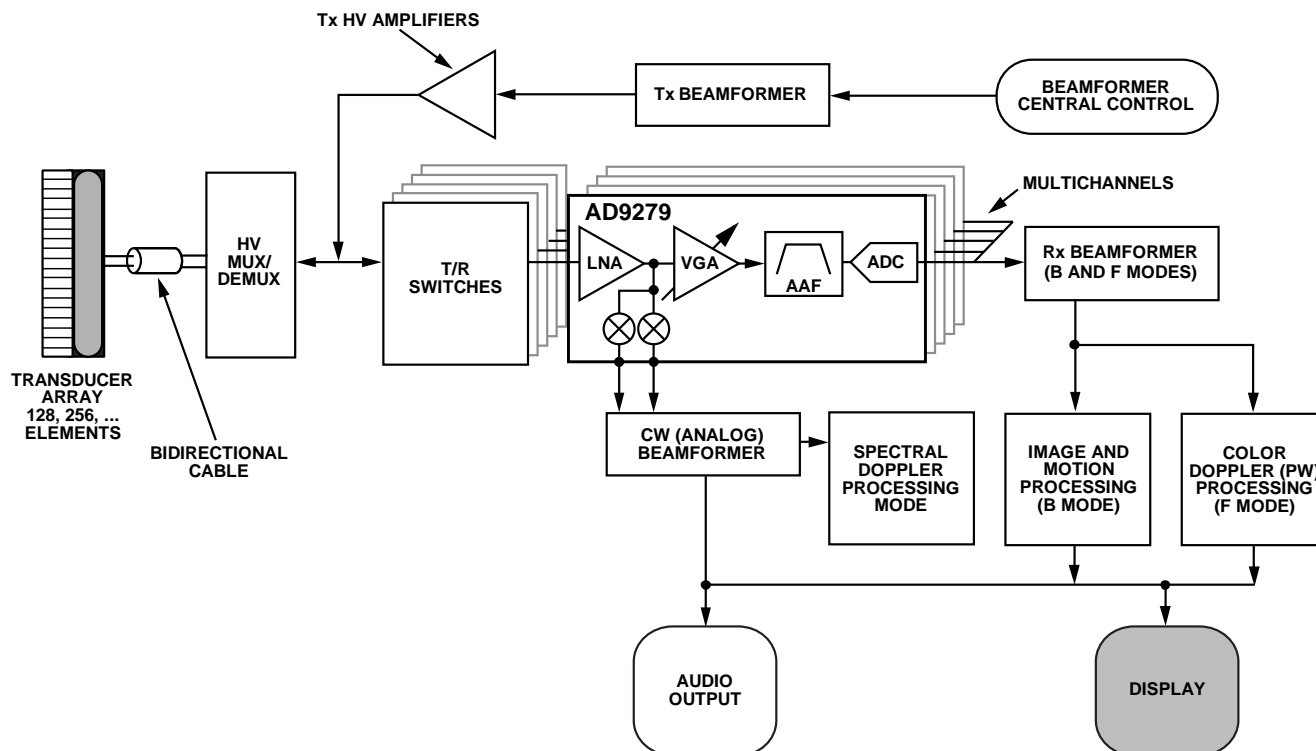 Tx HV AMPLIFIERS
Tx BEAMFORMER
BEAMFORMER
CENTRAL CONTROL
MULTICHANNELS
AD9279
HV
MUX/
DEMUX
T/R
SWITCHES
LNA
VGA
AAF
ADC
Rx BEAMFORMER
(B AND F MODES)
TRANSDUCER
ARRAY
128, 256, ...
ELEMENTS
BIDIRECTIONAL
CABLE
CW (ANALOG)
BEAMFORMER
SPECTRAL
DOPPLER
PROCESSING
MODE
IMAGE AND
MOTION
PROCESSING
(B MODE)
COLOR
DOPPLER (PW)
PROCESSING
(F MODE)
AUDIO
OUTPUT
DISPLAY